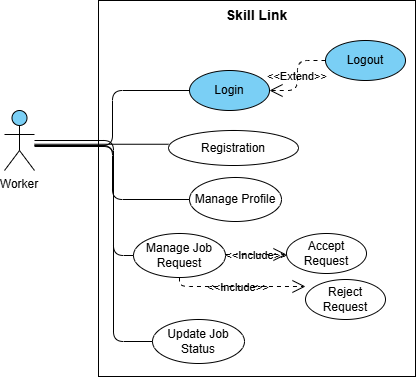 Skill Link
Logout
<<Extend>>
Login
Worker
Registration
Manage Profile
Manage Job
Request
<<Include>>
Accept
Request
<<Include>>
Reject
Request
Update Job
Status